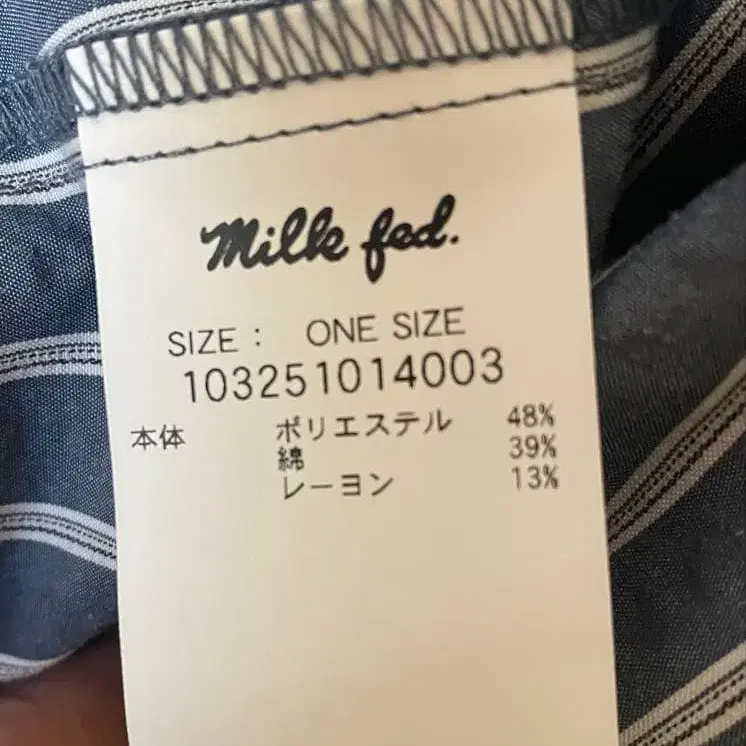 Milk fed.
SIZE : ONE SIZE
103251014003
本体 ポリエステル 48%
綿 39%
レーヨン 13%